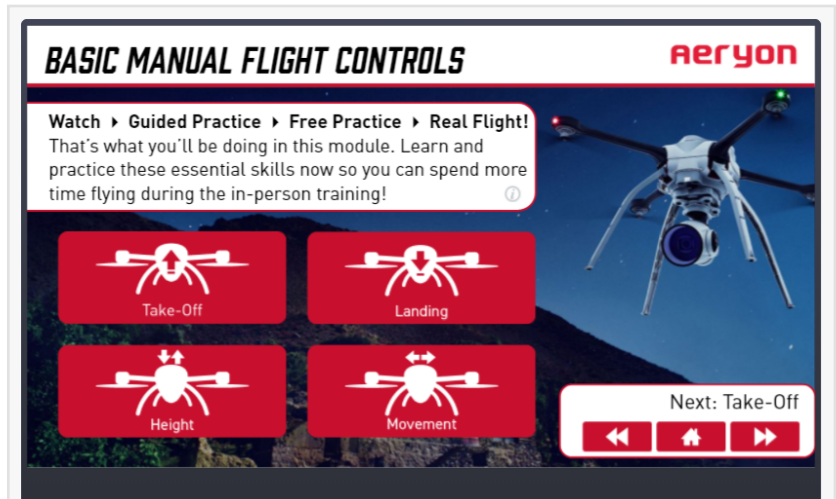 BASIC MANUAL FLIGHT CONTROLS
Aeryon
Watch ▸ Guided Practice ▸ Free Practice ▸ Real Flight!
That's what you'll be doing in this module. Learn and
practice these essential skills now so you can spend more
time flying during the in-person training!
Take-Off
Landing
Height
Movement
Next: Take-Off